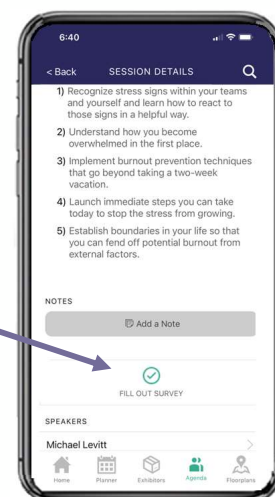 6:40
< Back SESSION DETAILS
1) Recognize stress signs within your teams
and yourself and learn how to react to
those signs in a helpful way.
2) Understand how you become
overwhelmed in the first place.
3) Implement burnout prevention techniques
that go beyond taking a two-week
vacation.
4) Launch immediate steps you can take
today to stop the stress from growing.
5) Establish boundaries in your life so that
you can fend off potential burnout from
external factors.
NOTES
Add a Note
FILL OUT SURVEY
SPEAKERS
Michael Levitt
Home Planner Exhibitors Agenda Floorplans